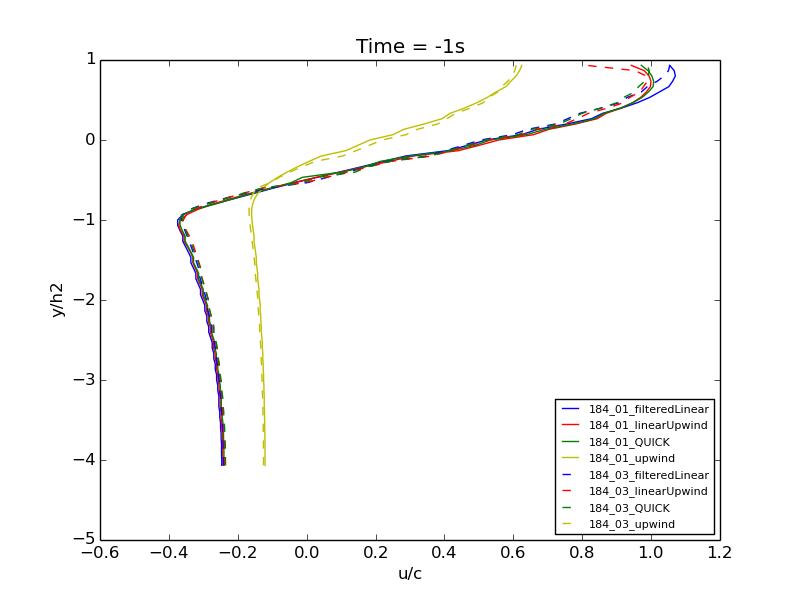 Time = -1s
1
0
−1
−2
−3
−4
−5
y/h2
−0.6 −0.4 −0.2 0.0 0.2 0.4 0.6 0.8 1.0 1.2
u/c
184_01_filteredLinear
184_01_linearUpwind
184_01_QUICK
184_01_upwind
184_03_filteredLinear
184_03_linearUpwind
184_03_QUICK
184_03_upwind